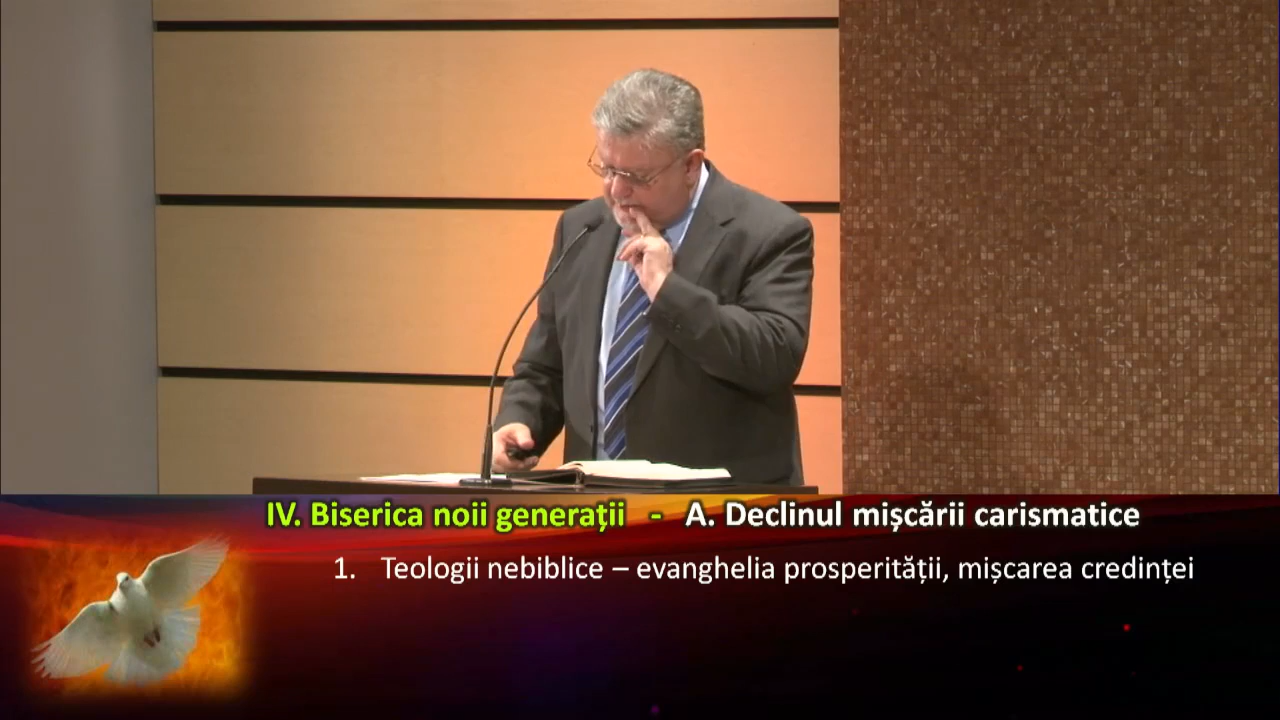 IV. Biserica noii generații - A. Declinul mișcării carismatice
1. Teologii nebiblice – evanghelia prosperității, mișcarea credinței